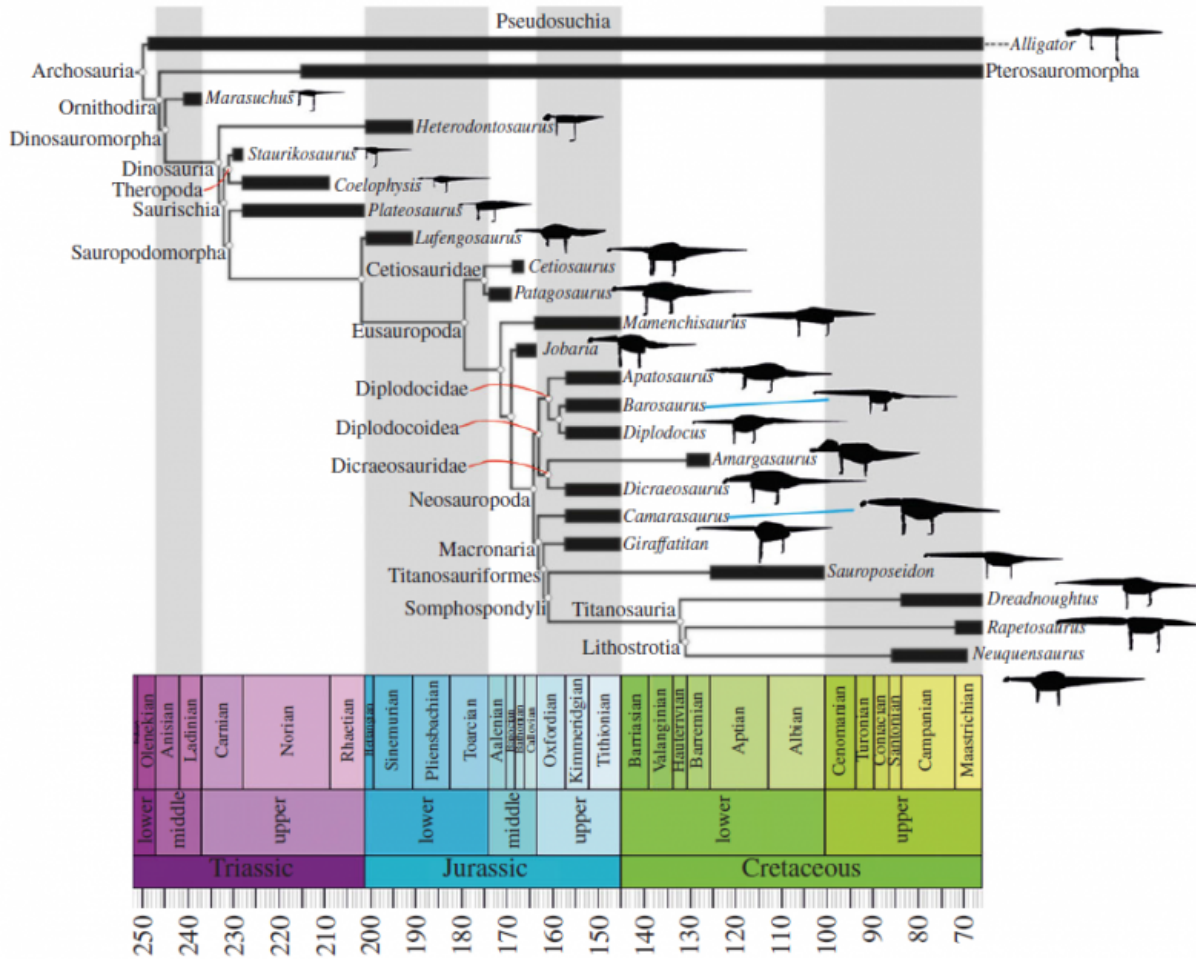 Pseudosuchia
Alligator
Archosauria
Pterosauromorpha
Marasuchus
Ornithodira
Heterodontosaurus
Dinosauromorpha
Staurikosaurus
Dinosauria
Coelophysis
Theropoda
Saurischia
Plateosaurus
Lufengosaurus
Sauropodomorpha
Cetiosauridae
Cetiosaurus
Patagosaurus
Mamenchisaurus
Eusauropoda
Jobaria
Apatosaurus
Diplodocidae
Barosaurus
Diplodocoidea
Diplodocus
Amargasaurus
Dicraeosauridae
Dicraeosaurus
Neosauropoda
Camarasaurus
Giraffatitan
Macronaria
Sauroposeidon
Titanosauriformes
Dreadnoughtus
Somphospondyli
Titanosauria
Rapetosaurus
Lithostrotia
Neuquensaurus
Olenekian
Anisian
Ladinian
Carnian
Norian
Rhaetian
Sinemurian
Pliensbachian
Toarcian
Aalenian
Callovian
Oxfordian
Kimmeridgian
Tithonian
Barriasian
Valanginian
Hauterivian
Barremian
Aptian
Albian
Cenomanian
Turonian
Coniacian
Santonian
Campanian
Maastrichian
lower
middle
upper
lower
middle
upper
lower
upper
Triassic
Jurassic
Cretaceous
250
240
230
220
210
200
190
180
170
160
150
140
130
120
110
100
90
80
70